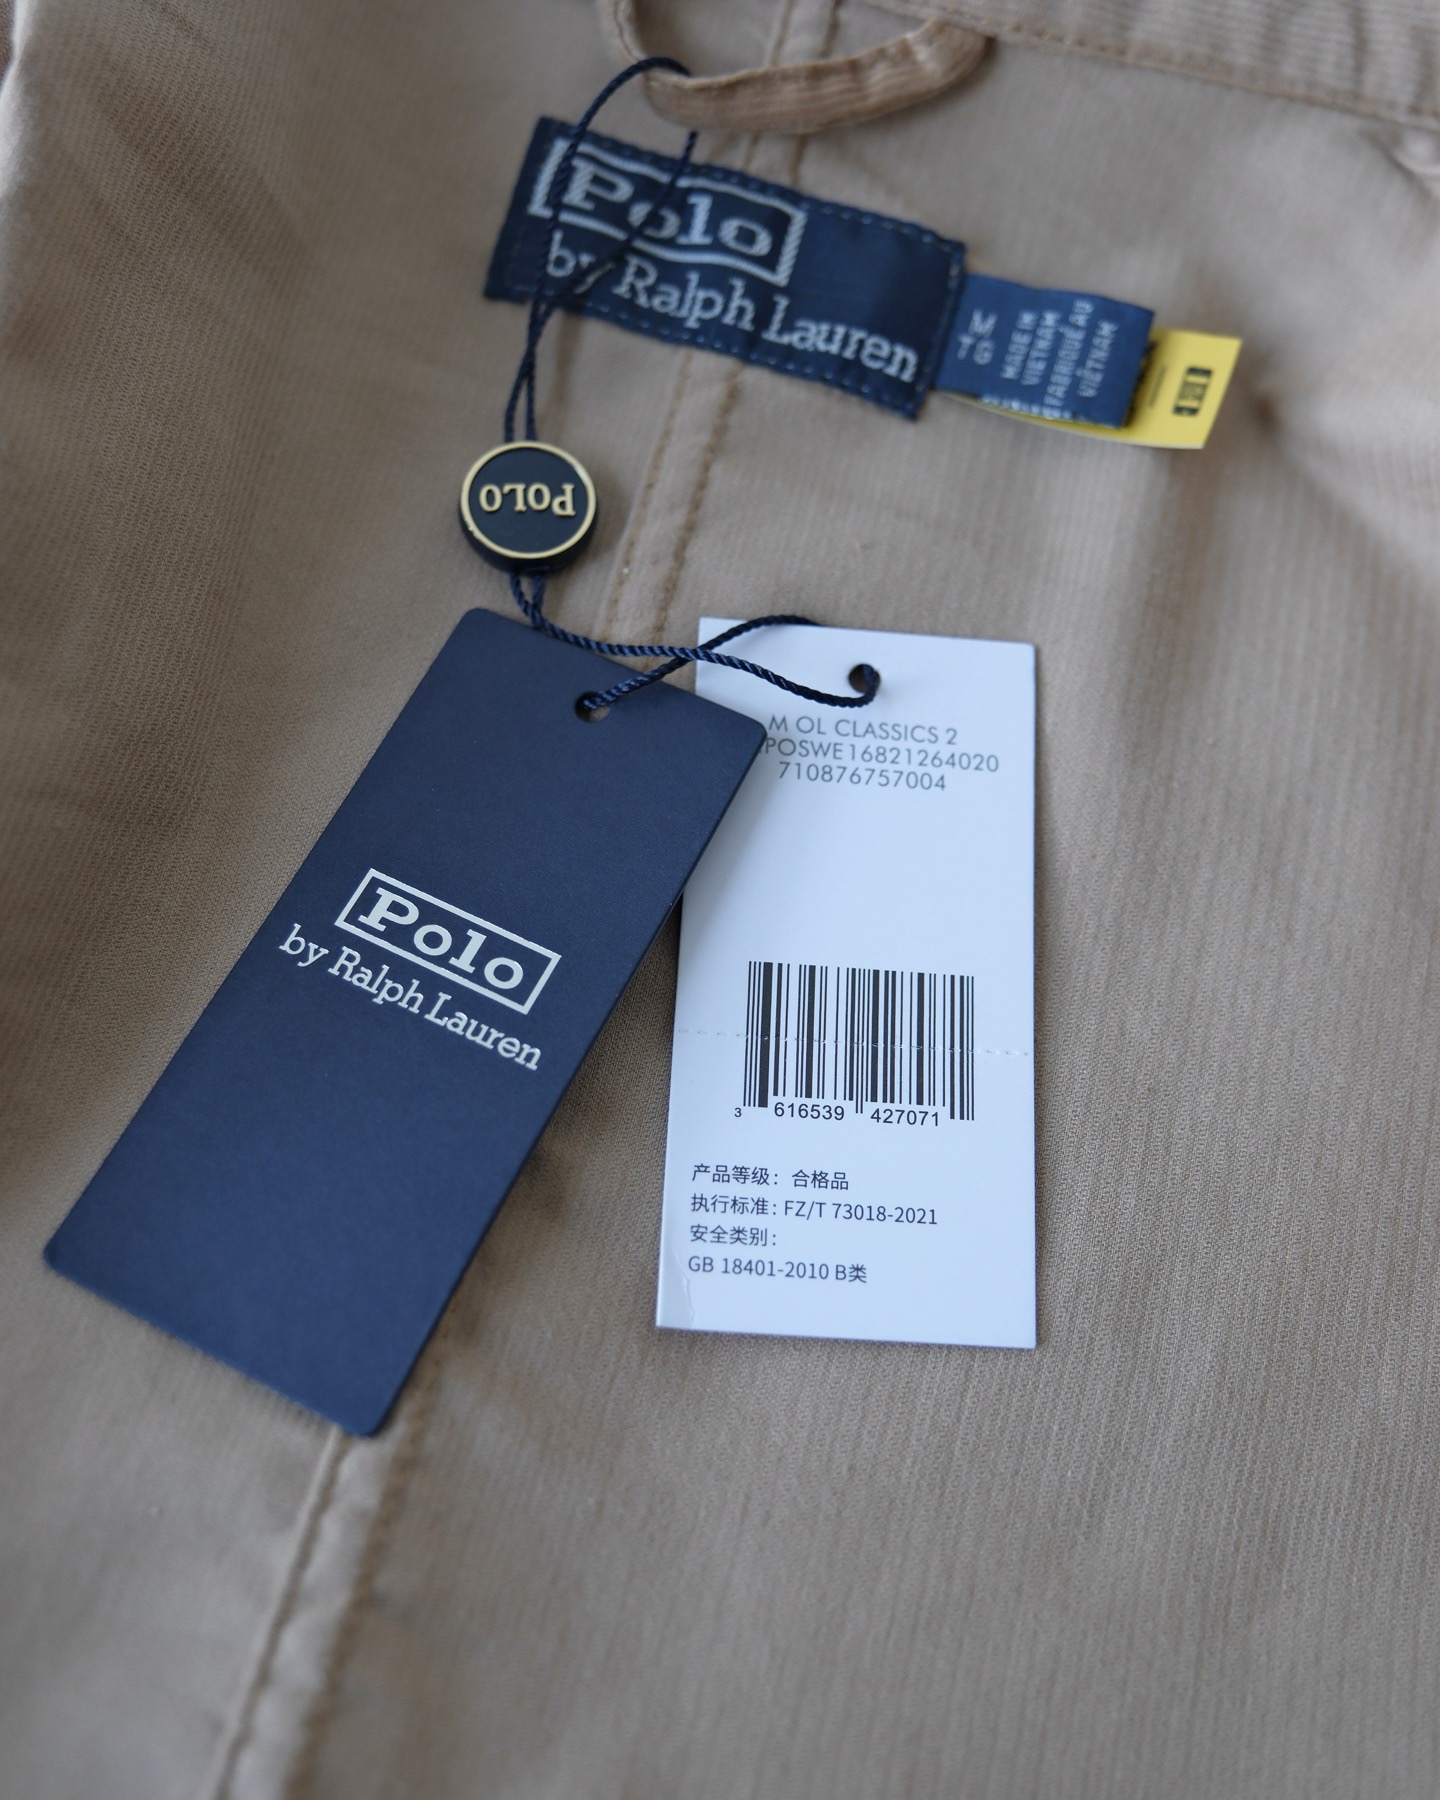 Polo
by Ralph Lauren
M
T G
MADE IN
VIETNAM
FABRIQUÉ AU
VIETNAM
POLO
Polo
by Ralph Lauren
M OL CLASSICS 2
POSWE16821264020
710876757004
3 616539 427071
产品等级：合格品
执行标准：FZ/T 73018-2021
安全类别：
GB 18401-2010 B类